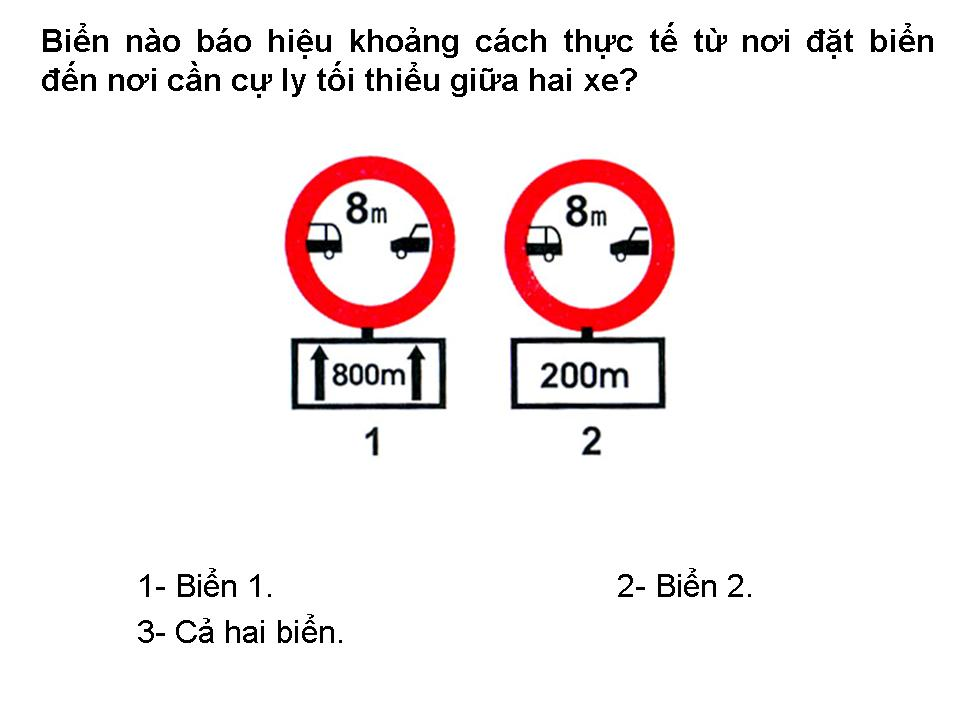 Biển nào báo hiệu khoảng cách thực tế từ nơi đặt biển
đến nơi cần cự ly tối thiểu giữa hai xe?
8m
8m
800m
200m
1
2
1- Biển 1.
2- Biển 2.
3- Cả hai biển.